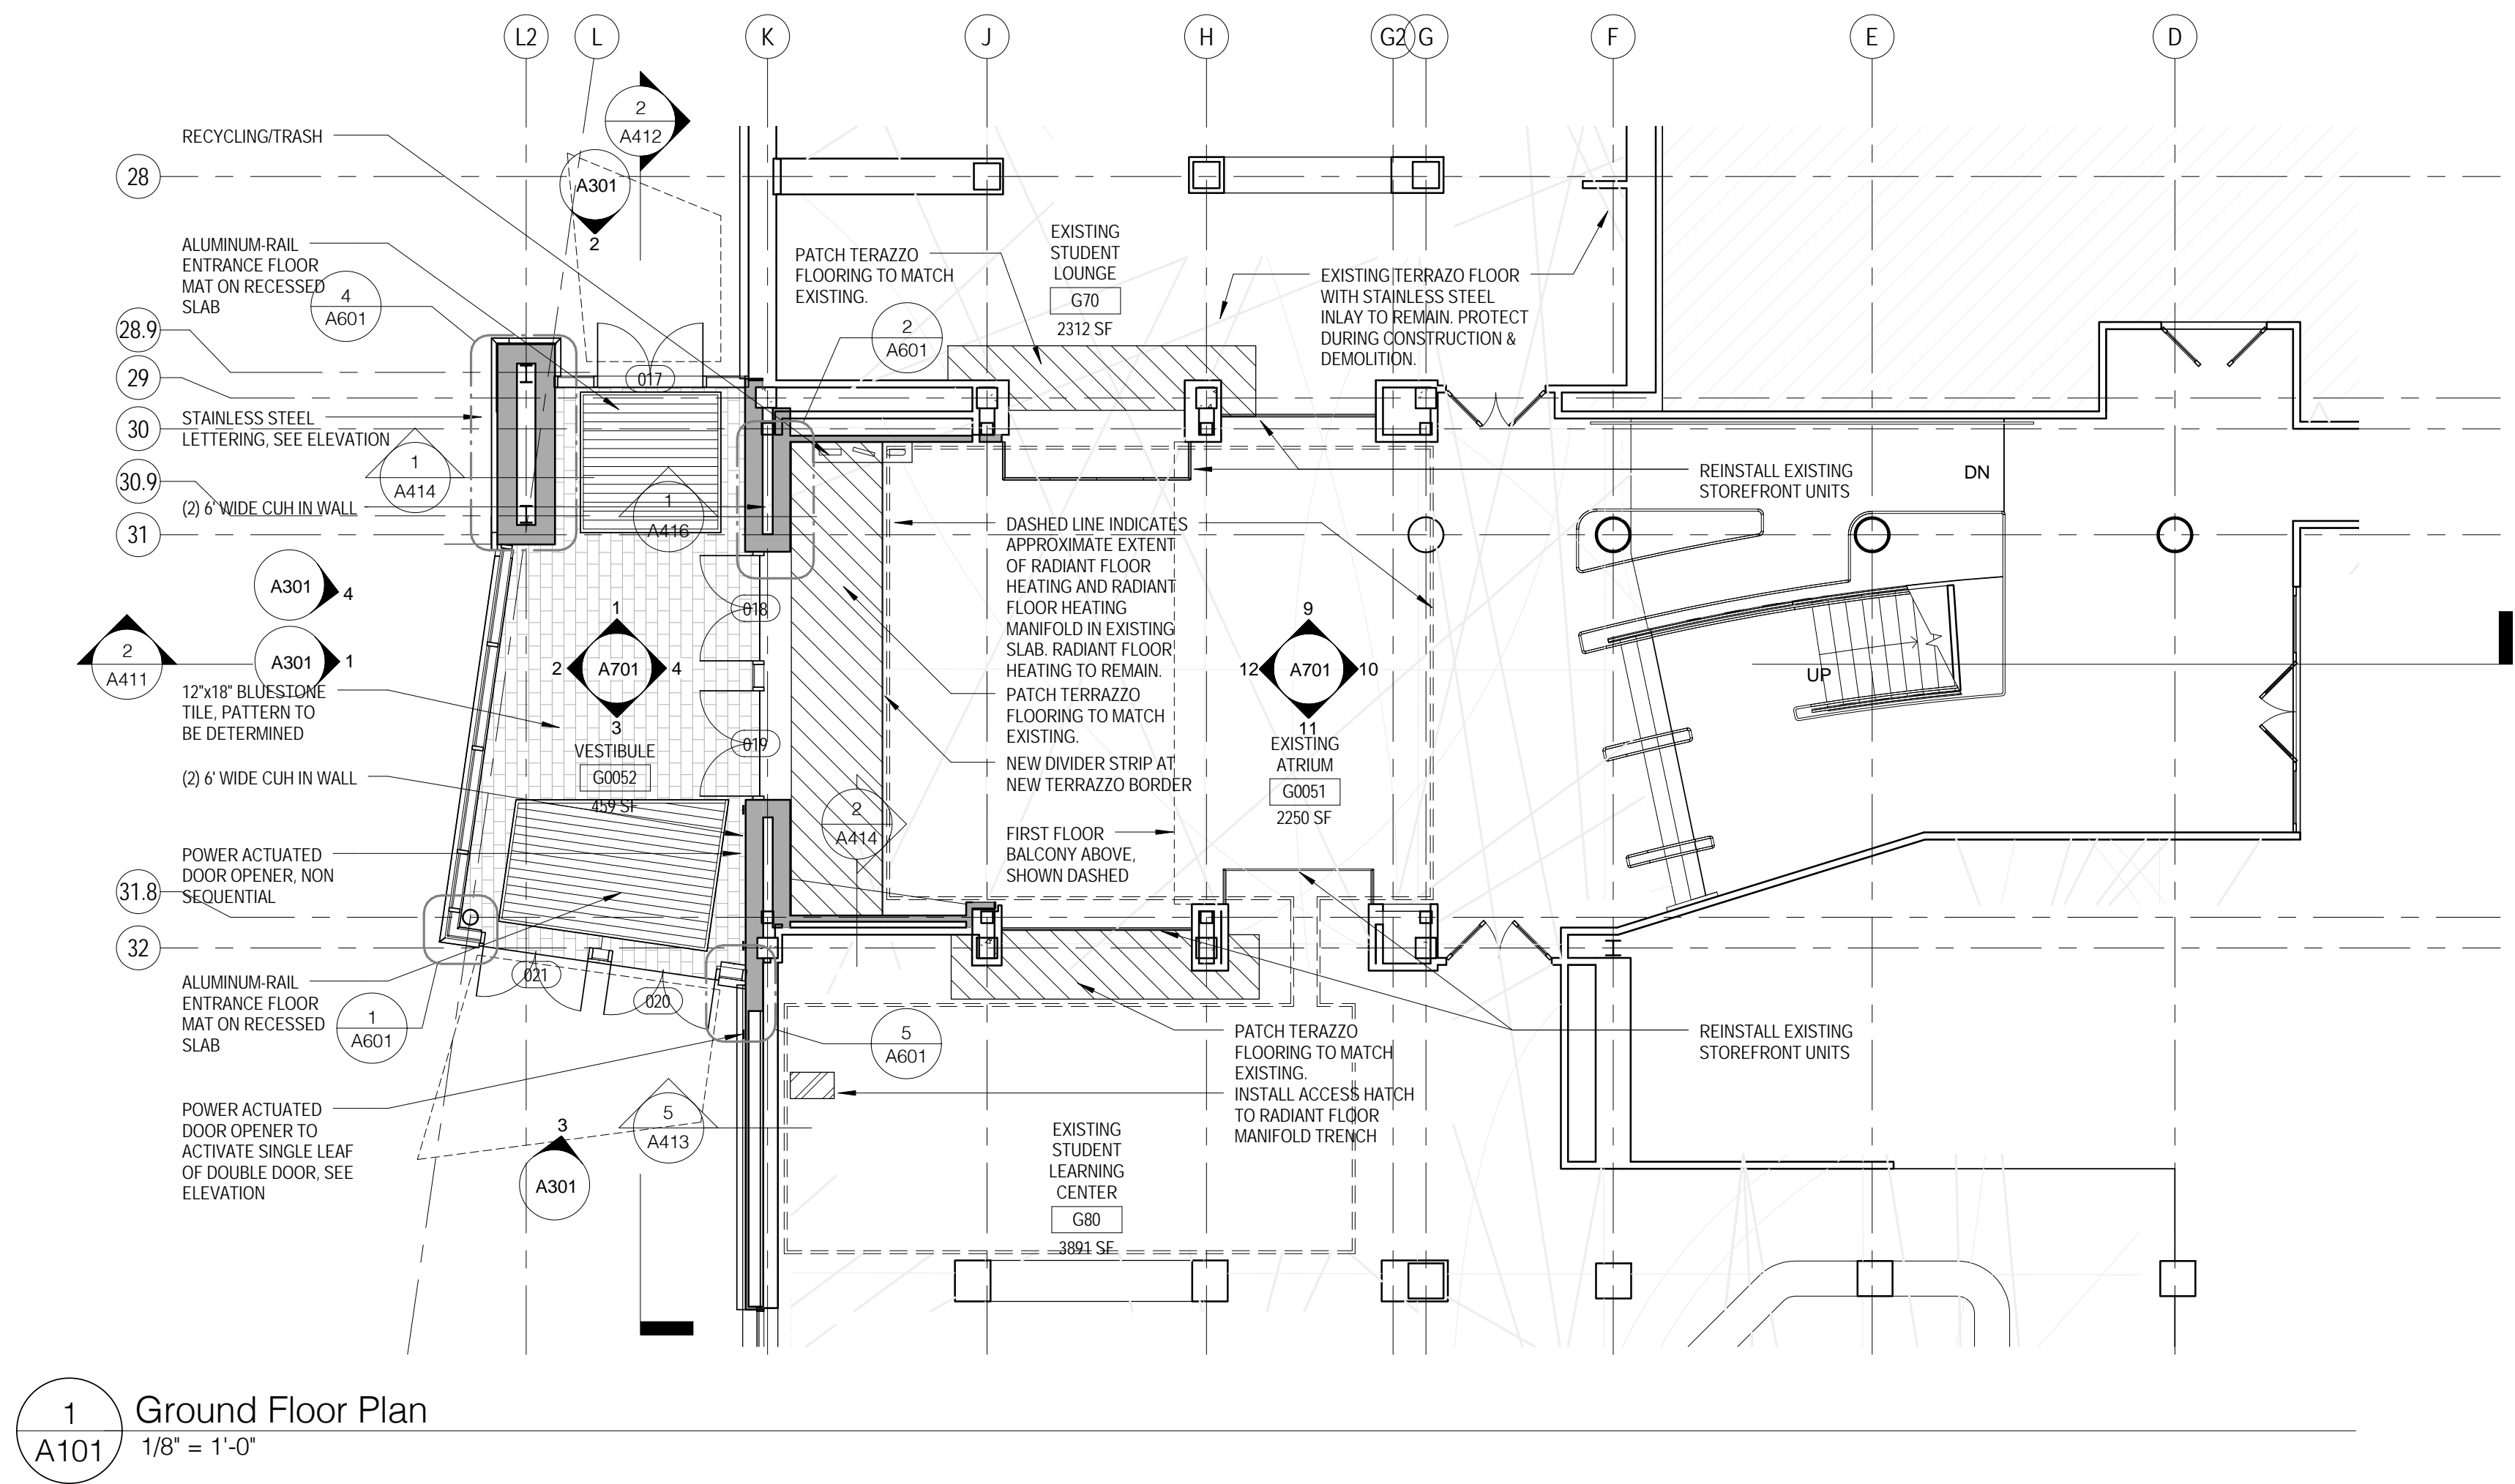 L2
L
K
J
H
G2
G
F
E
D
28
28.9
29
30
30.9
31
31.8
32
RECYCLING/TRASH
ALUMINUM-RAIL
ENTRANCE FLOOR
MAT ON RECESSED
SLAB
STAINLESS STEEL
LETTERING, SEE ELEVATION
(2) 6' WIDE CUH IN WALL
12"x18" BLUESTONE
TILE, PATTERN TO
BE DETERMINED
(2) 6' WIDE CUH IN WALL
POWER ACTUATED
DOOR OPENER, NON
SEQUENTIAL
ALUMINUM-RAIL
ENTRANCE FLOOR
MAT ON RECESSED
SLAB
POWER ACTUATED
DOOR OPENER TO
ACTIVATE SINGLE LEAF
OF DOUBLE DOOR, SEE
ELEVATION
2
A412
A301
2
4
A601
1
A414
A301
4
2
A411
A301
1
1
A601
A301
3
5
A413
5
A601
017
018
019
020
021
1
A416
1
2
A701
4
3
VESTIBULE
G0052
459 SF
2
A414
2
A601
PATCH TERAZZO
FLOORING TO MATCH
EXISTING.
EXISTING
STUDENT
LOUNGE
G70
2312 SF
EXISTING TERRAZO FLOOR
WITH STAINLESS STEEL
INLAY TO REMAIN. PROTECT
DURING CONSTRUCTION &
DEMOLITION.
REINSTALL EXISTING
STOREFRONT UNITS
DN
UP
DASHED LINE INDICATES
APPROXIMATE EXTENT
OF RADIANT FLOOR
HEATING AND RADIANT
FLOOR HEATING
MANIFOLD IN EXISTING
SLAB. RADIANT FLOOR
HEATING TO REMAIN.
PATCH TERRAZZO
FLOORING TO MATCH
EXISTING.
NEW DIVIDER STRIP AT
NEW TERRAZZO BORDER
FIRST FLOOR
BALCONY ABOVE,
SHOWN DASHED
9
12
A701
10
11
EXISTING
ATRIUM
G0051
2250 SF
PATCH TERAZZO
FLOORING TO MATCH
EXISTING.
INSTALL ACCESS HATCH
TO RADIANT FLOOR
MANIFOLD TRENCH
REINSTALL EXISTING
STOREFRONT UNITS
EXISTING
STUDENT
LEARNING
CENTER
G80
3891 SF
1
A101
Ground Floor Plan
1/8" = 1'-0"